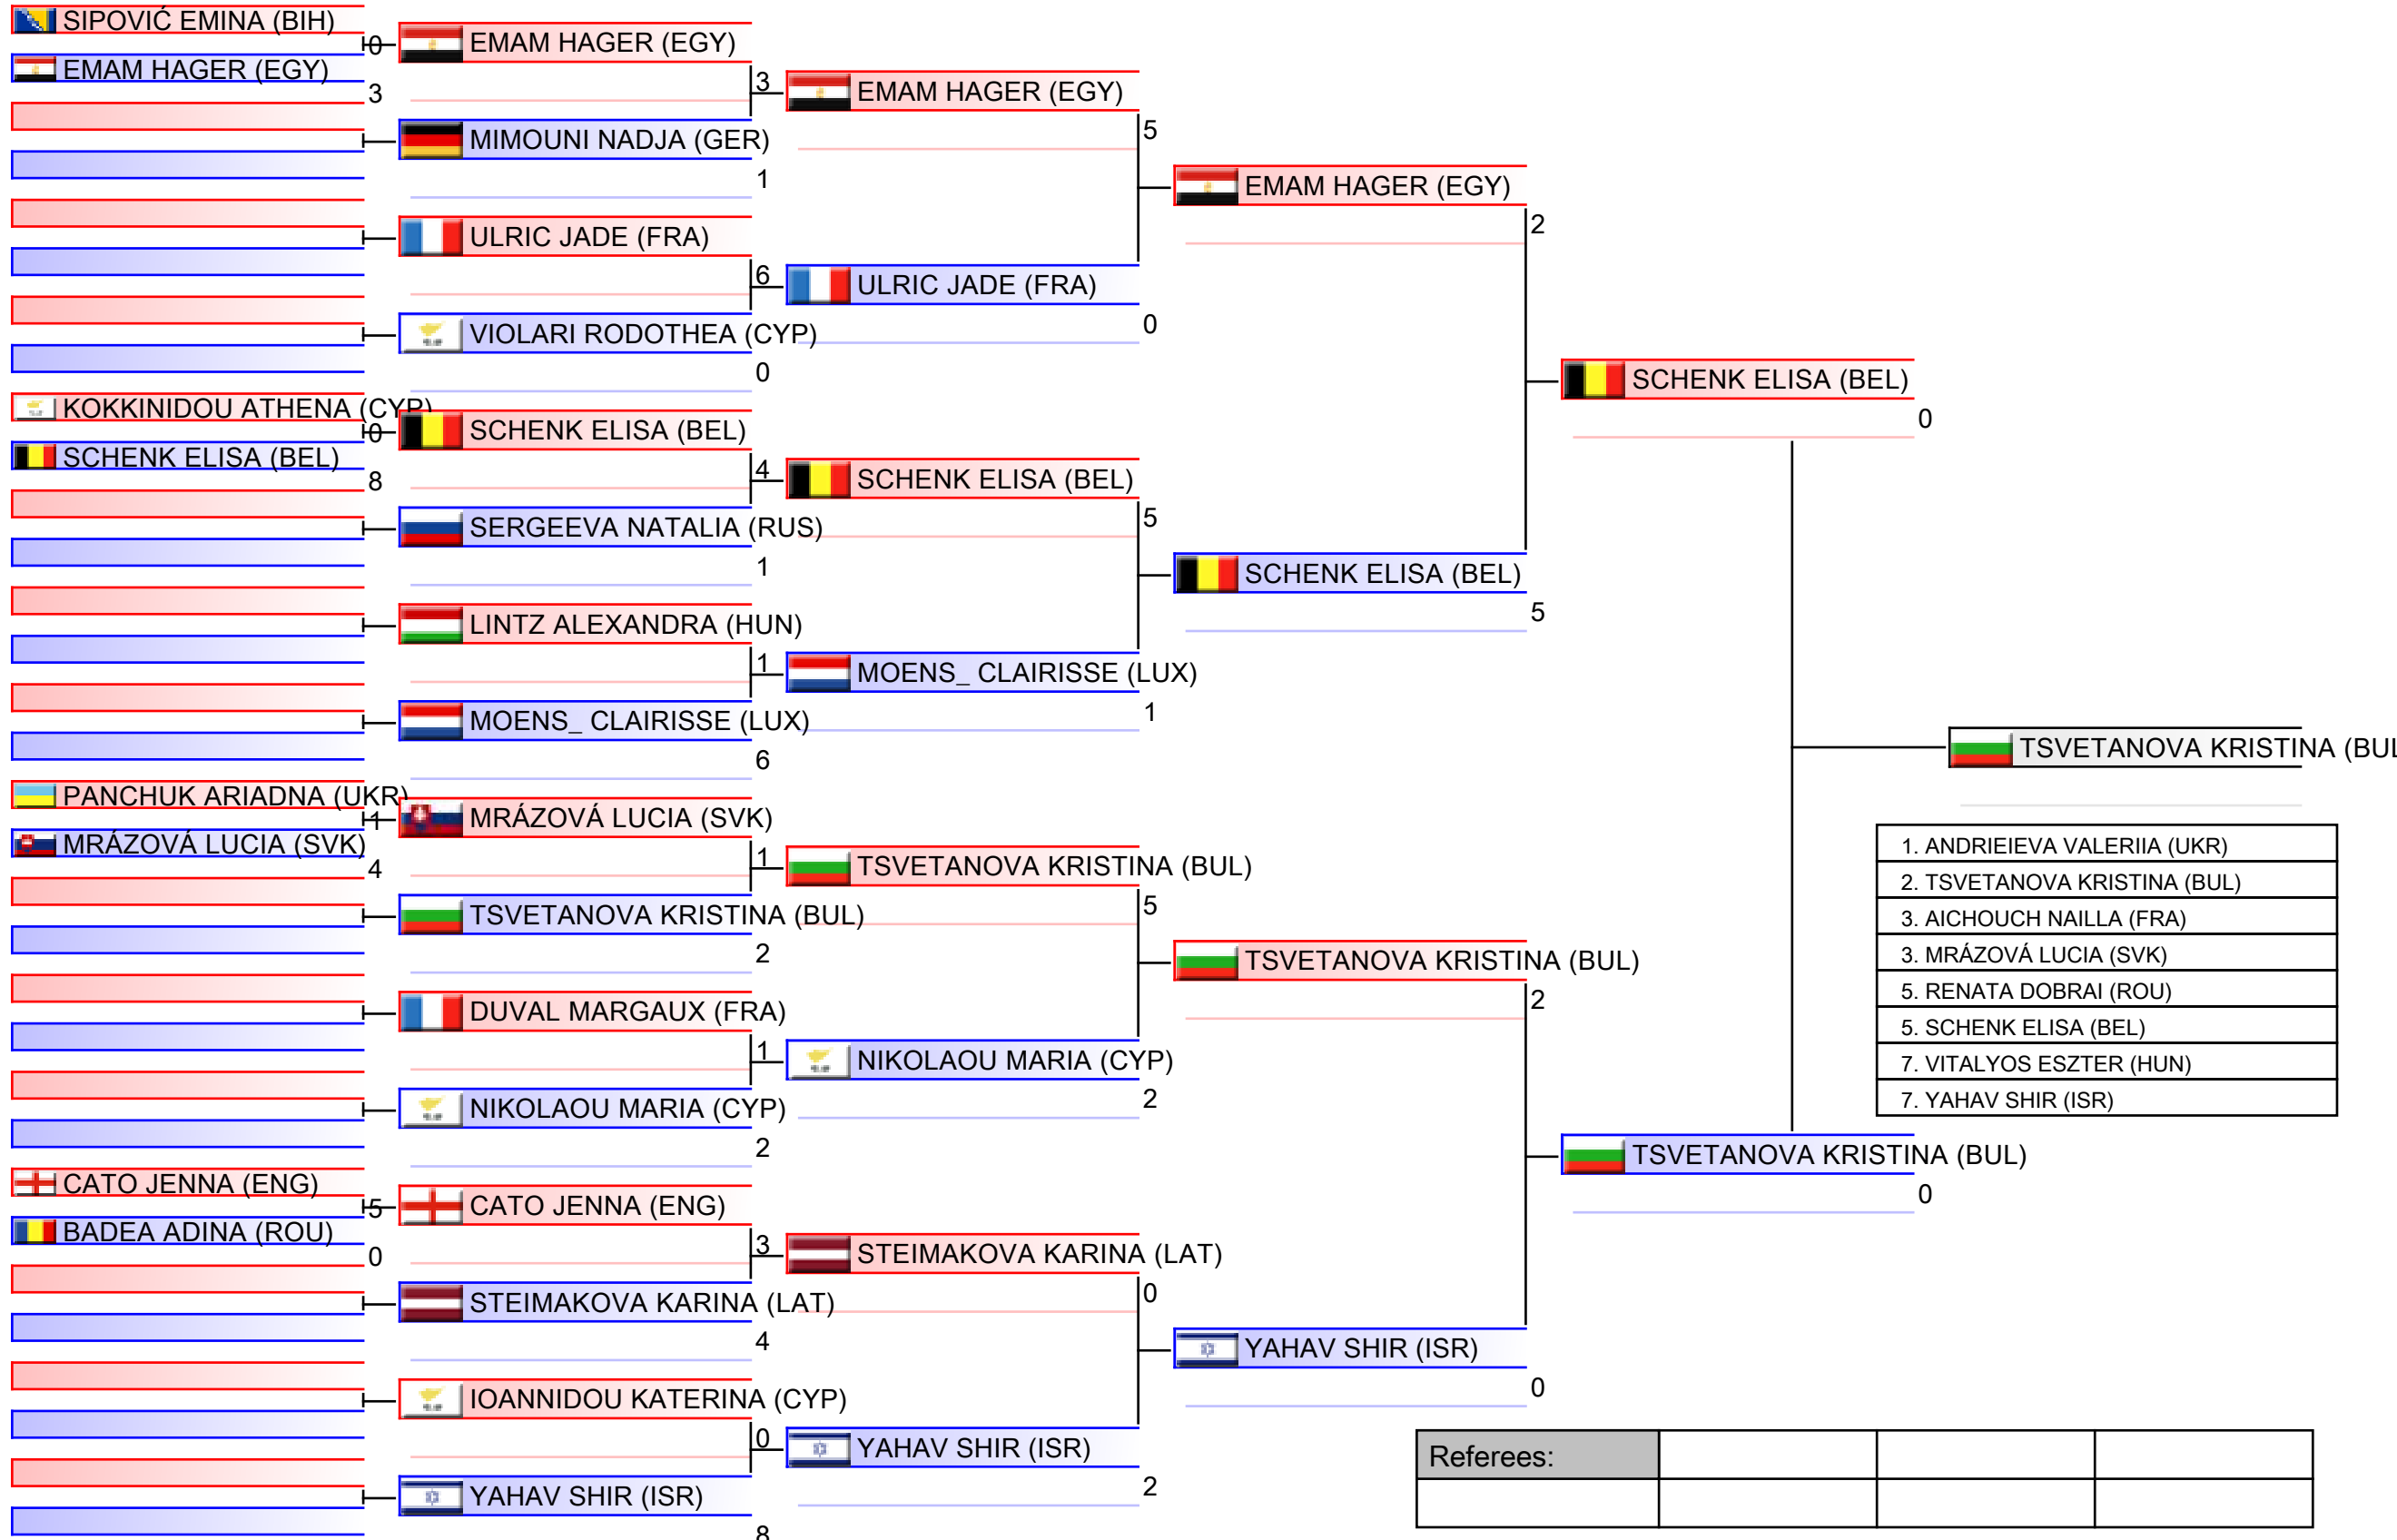 SIPOVIĆ EMINA (BIH)
0
EMAM HAGER (EGY)
3
KOKKINIDOU ATHENA (CYP)
0
SCHENK ELISA (BEL)
8
PANCHUK ARIADNA (UKR)
1
MRÁZOVÁ LUCIA (SVK)
4
CATO JENNA (ENG)
5
BADEA ADINA (ROU)
0
EMAM HAGER (EGY)
3
MIMOUNI NADJA (GER)
1
ULRIC JADE (FRA)
6
VIOLARI RODOTHEA (CYP)
0
SCHENK ELISA (BEL)
4
SERGEEVA NATALIA (RUS)
1
LINTZ ALEXANDRA (HUN)
1
MOENS_ CLAIRISSE (LUX)
6
MRÁZOVÁ LUCIA (SVK)
1
TSVETANOVA KRISTINA (BUL)
2
DUVAL MARGAUX (FRA)
1
NIKOLAOU MARIA (CYP)
2
CATO JENNA (ENG)
3
STEIMAKOVA KARINA (LAT)
4
IOANNIDOU KATERINA (CYP)
0
YAHAV SHIR (ISR)
8
EMAM HAGER (EGY)
5
ULRIC JADE (FRA)
0
SCHENK ELISA (BEL)
5
MOENS_ CLAIRISSE (LUX)
1
TSVETANOVA KRISTINA (BUL)
5
NIKOLAOU MARIA (CYP)
2
STEIMAKOVA KARINA (LAT)
0
YAHAV SHIR (ISR)
2
EMAM HAGER (EGY)
2
SCHENK ELISA (BEL)
5
TSVETANOVA KRISTINA (BUL)
2
YAHAV SHIR (ISR)
0
SCHENK ELISA (BEL)
0
TSVETANOVA KRISTINA (BUL)
0
TSVETANOVA KRISTINA (BUL
1. ANDRIEIEVA VALERIIA (UKR)
2. TSVETANOVA KRISTINA (BUL)
3. AICHOUCH NAILLA (FRA)
3. MRÁZOVÁ LUCIA (SVK)
5. RENATA DOBRAI (ROU)
5. SCHENK ELISA (BEL)
7. VITALYOS ESZTER (HUN)
7. YAHAV SHIR (ISR)
Referees: